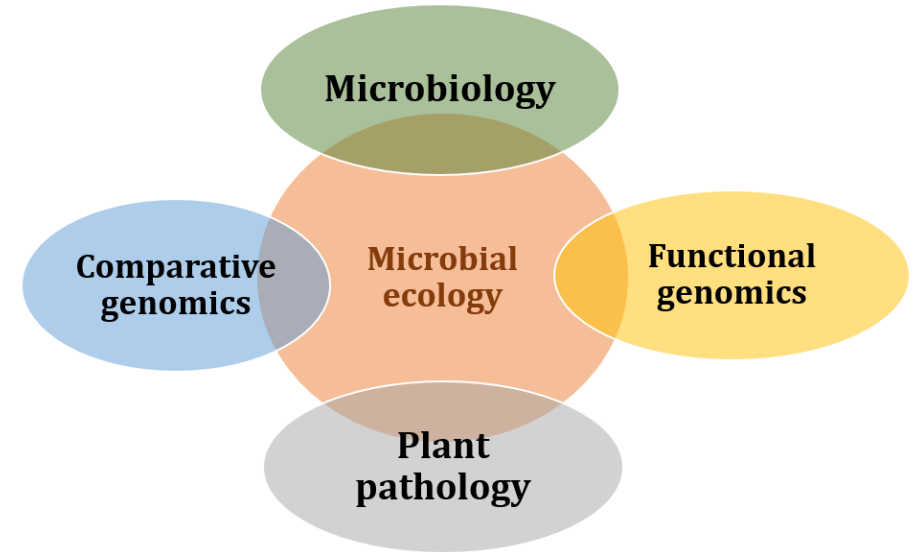 Microbiology
Comparative
genomics
Microbial
ecology
Functional
genomics
Plant
pathology